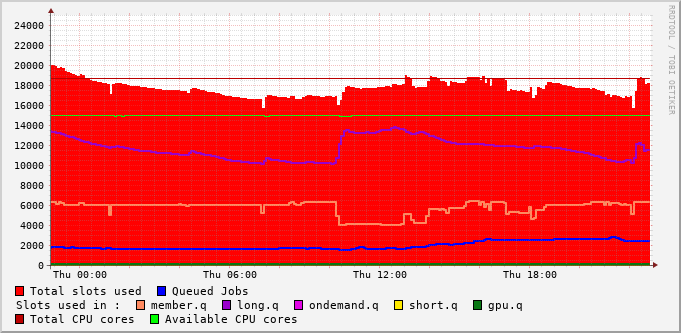 RRDTOOL / TOBI OETIKER
24000
22000
20000
18000
16000
14000
12000
10000
8000
6000
4000
2000
0
Thu 00:00 Thu 06:00 Thu 12:00 Thu 18:00
Total slots used Queued Jobs
Slots used in : member.q long.q ondemand.q short.q gpu.q
Total CPU cores Available CPU cores